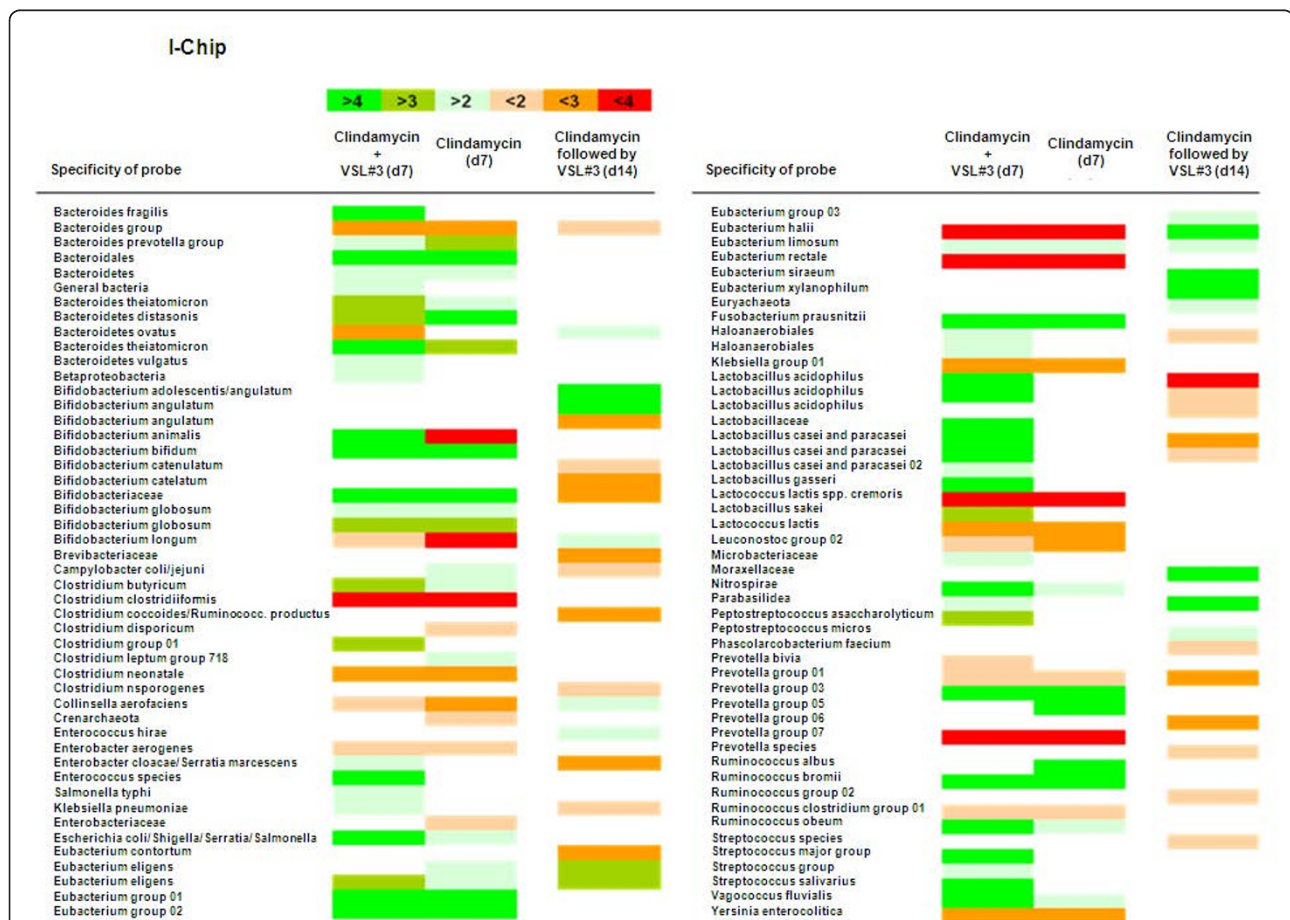 I-Chip
>4 >3 >2 <2 <3 <4
Specificity of probe
Clindamycin
+
VSL#3 (d7)
Clindamycin
(d7)
Clindamycin
followed by
VSL#3 (d14)
Bacteroides fragilis
Bacteroides group
Bacteroides prevotella group
Bacteroidales
Bacteroidetes
General bacteria
Bacteroides theiatomicron
Bacteroidetes distasonis
Bacteroidetes ovatus
Bacteroides theiatomicron
Bacteroidetes vulgatus
Betaproteobacteria
Bifidobacterium adolescentis/angulatum
Bifidobacterium angulatum
Bifidobacterium angulatum
Bifidobacterium animalis
Bifidobacterium bifidum
Bifidobacterium catenulatum
Bifidobacterium catelatum
Bifidobacteriaceae
Bifidobacterium globosum
Bifidobacterium globosum
Bifidobacterium longum
Brevibacteriaceae
Campylobacter coli/jejuni
Clostridium butyricum
Clostridium clostridiiformis
Clostridium coccoides/Ruminococc. productus
Clostridium disporicum
Clostridium group 01
Clostridium leptum group 718
Clostridium neonatale
Clostridium nsporogenes
Collinsella aerofaciens
Crenarchaeota
Enterococcus hirae
Enterobacter aerogenes
Enterobacter cloacae/Serratia marcescens
Enterococcus species
Salmonella typhi
Klebsiella pneumoniae
Enterobacteriaceae
Escherichia coli/Shigella/Serratia/Salmonella
Eubacterium contortum
Eubacterium eligens
Eubacterium eligens
Eubacterium group 01
Eubacterium group 02
Specificity of probe
Clindamycin
+
VSL#3 (d7)
Clindamycin
(d7)
Clindamycin
followed by
VSL#3 (d14)
Eubacterium group 03
Eubacterium halii
Eubacterium limosum
Eubacterium rectale
Eubacterium siraeum
Eubacterium xylanophilum
Euryachaeota
Fusobacterium prausnitzii
Haloanaerobiales
Haloanaerobiales
Klebsiella group 01
Lactobacillus acidophilus
Lactobacillus acidophilus
Lactobacillus acidophilus
Lactobacillaceae
Lactobacillus casei and paracasei
Lactobacillus casei and paracasei
Lactobacillus casei and paracasei 02
Lactobacillus gasseri
Lactococcus lactis spp. cremoris
Lactobacillus sakei
Lactococcus lactis
Leuconostoc group 02
Microbacteriaceae
Moraxellaceae
Nitrospirae
Parabasilidea
Peptostreptococcus asaccharolyticum
Peptostreptococcus micros
Phascolarcobacterium faecium
Prevotella bivia
Prevotella group 01
Prevotella group 03
Prevotella group 05
Prevotella group 06
Prevotella group 07
Prevotella species
Ruminococcus albus
Ruminococcus bromii
Ruminococcus group 02
Ruminococcus clostridium group 01
Ruminococcus obeum
Streptococcus species
Streptococcus major group
Streptococcus group
Streptococcus salivarius
Vagococcus fluvialis
Yersinia enterocolitica